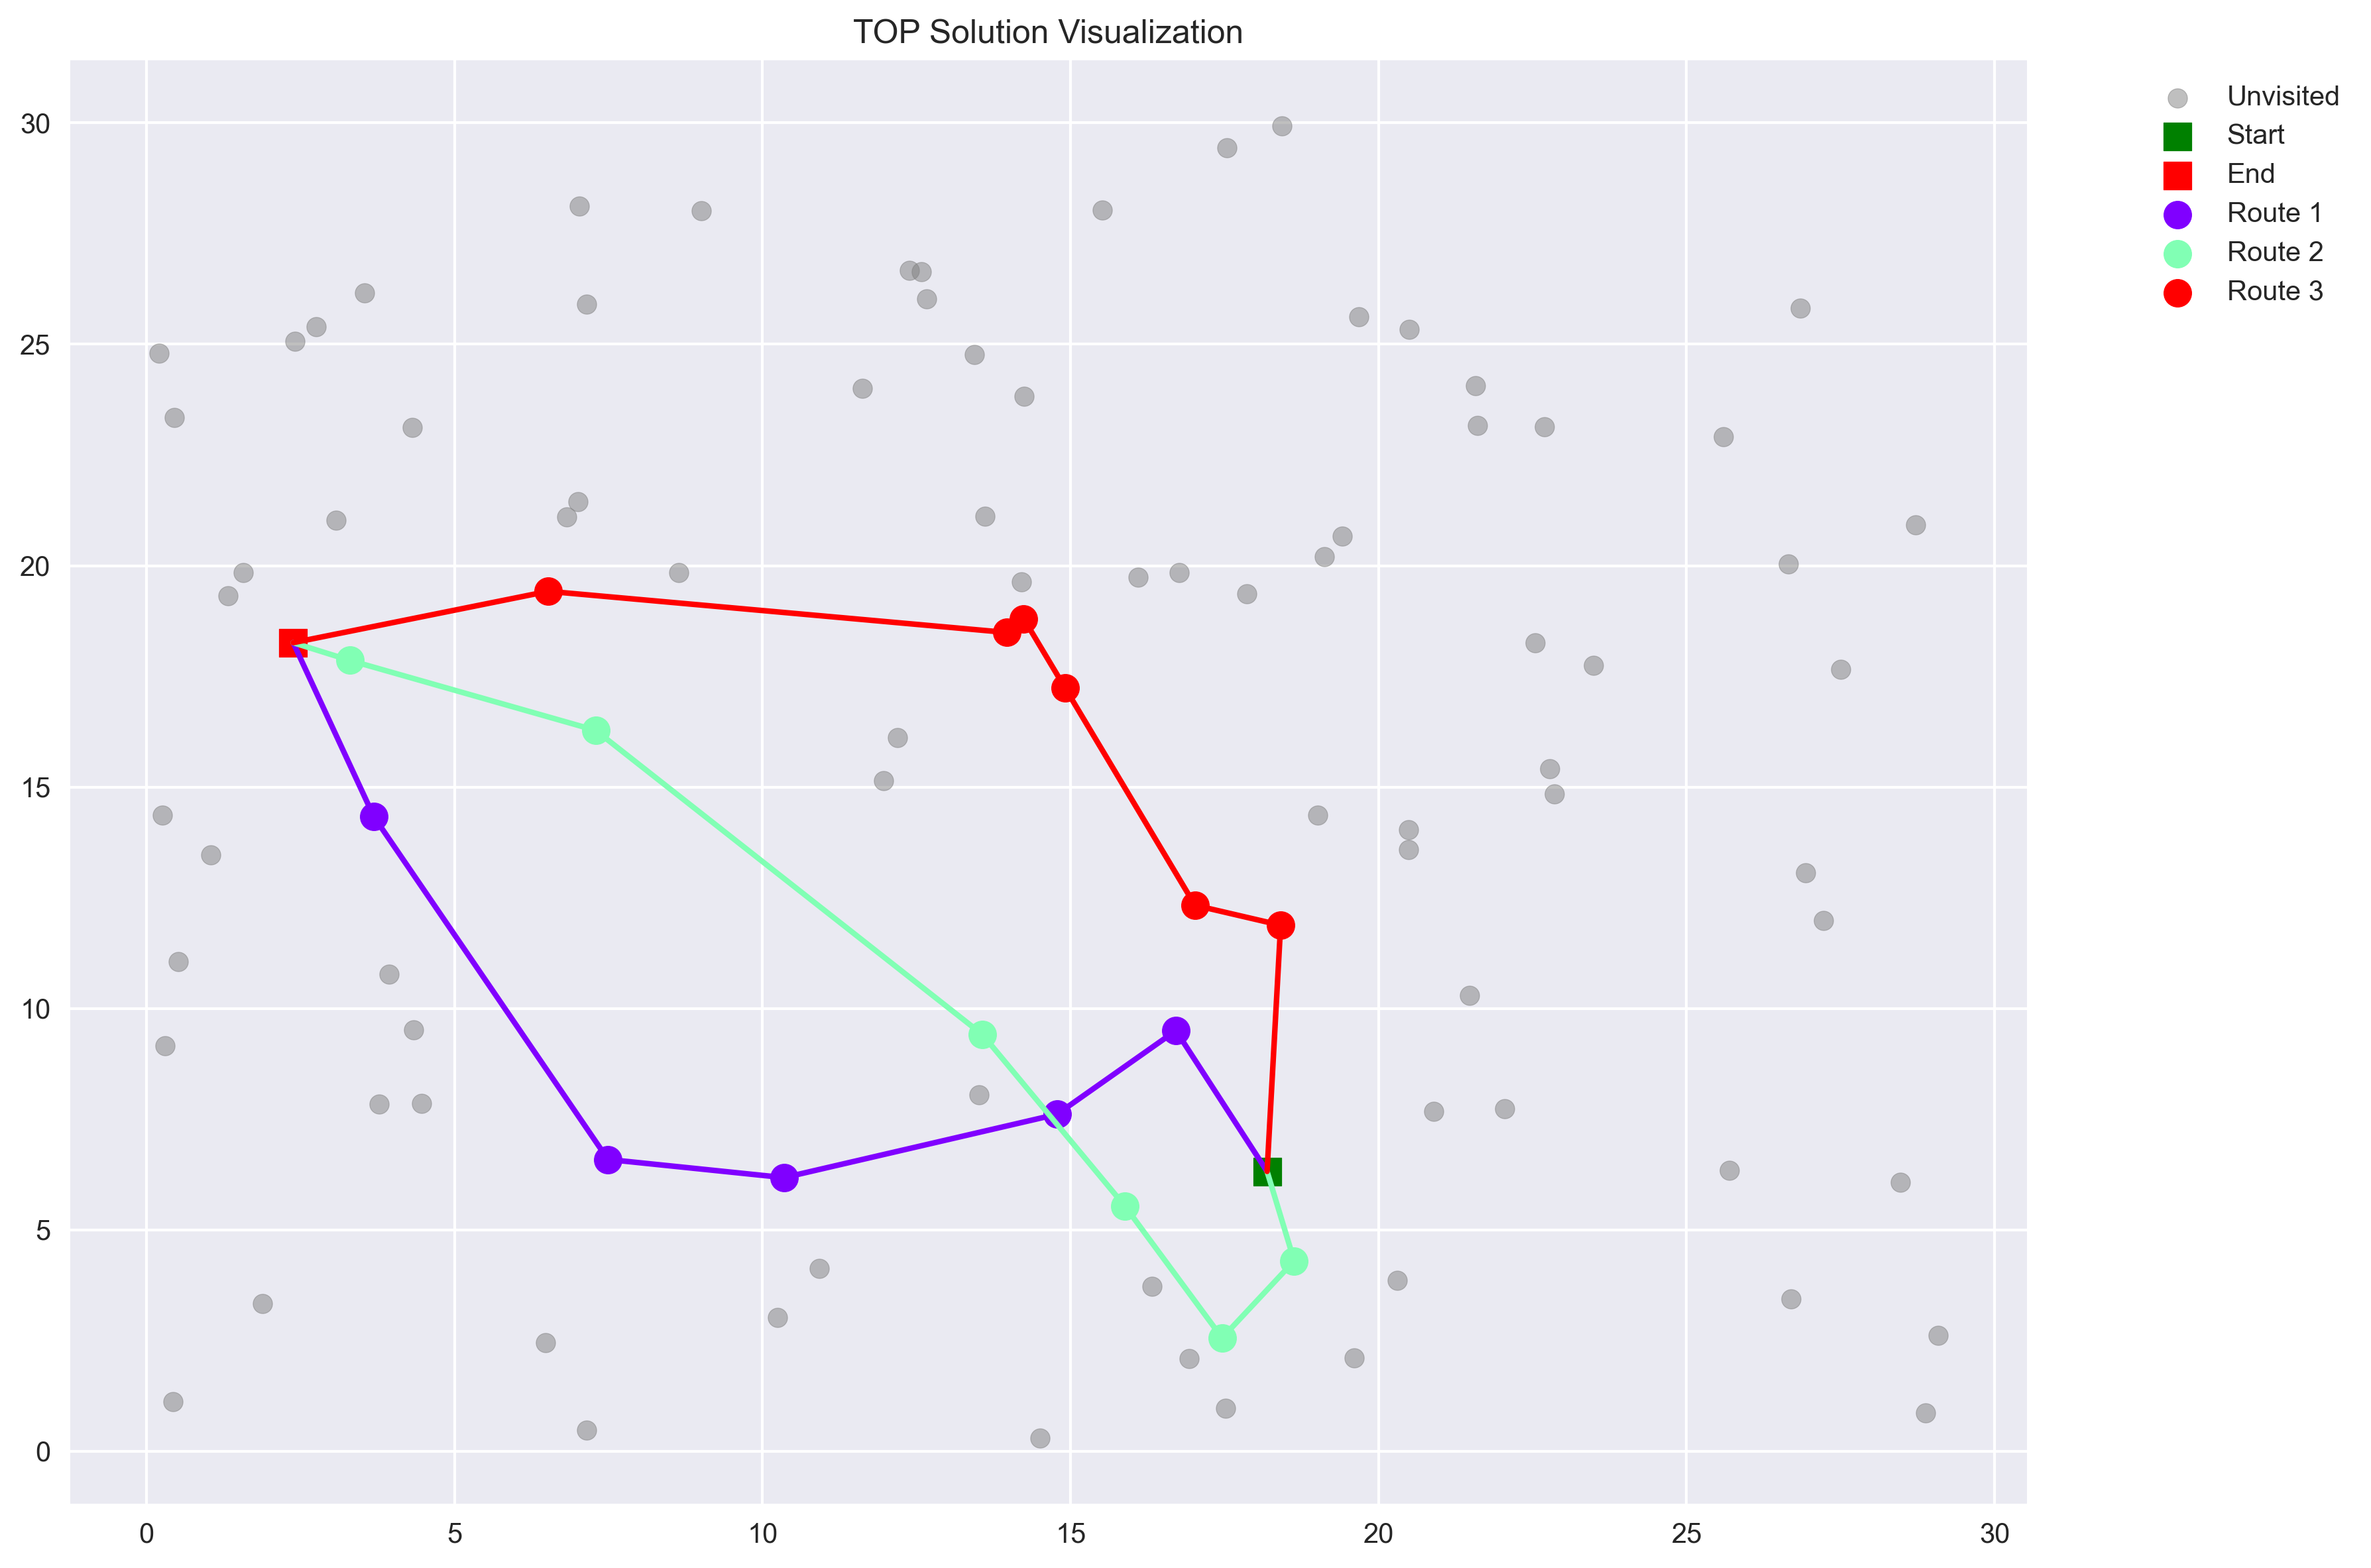 TOP Solution Visualization
Unvisited
Start
End
Route 1
Route 2
Route 3
30
25
20
15
10
5
0
0 5 10 15 20 25 30